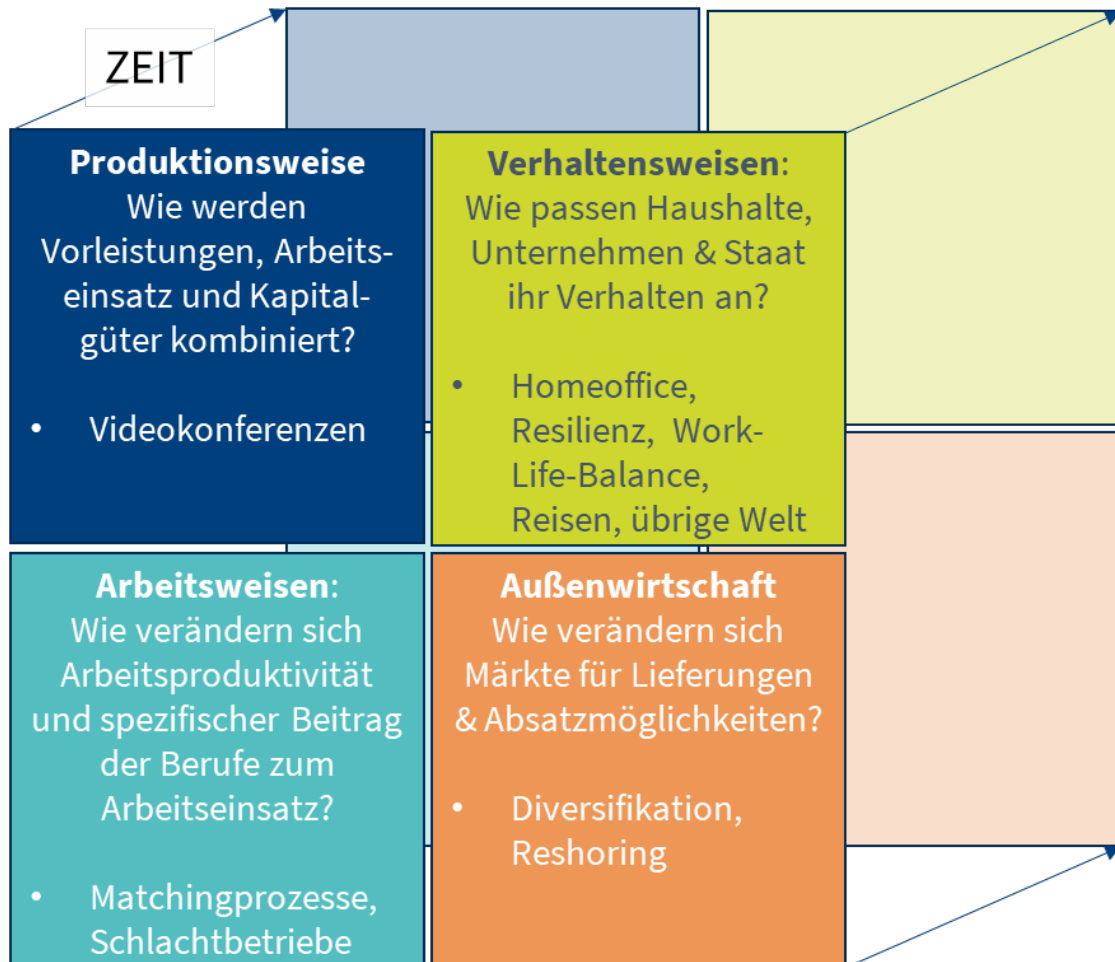 ZEIT
Produktionsweise
Wie werden
Vorleistungen, Arbeits-
einsatz und Kapital-
güter kombiniert?
• Videokonferenzen
Verhaltensweisen:
Wie passen Haushalte,
Unternehmen & Staat
ihr Verhalten an?
• Homeoffice,
Resilienz, Work-
Life-Balance,
Reisen, übrige Welt
Arbeitsweisen:
Wie verändern sich
Arbeitsproduktivität
und spezifischer Beitrag
der Berufe zum
Arbeitseinsatz?
• Matchingprozesse,
Schlachtbetriebe
Außenwirtschaft
Wie verändern sich
Märkte für Lieferungen
& Absatzmöglichkeiten?
• Diversifikation,
Reshoring